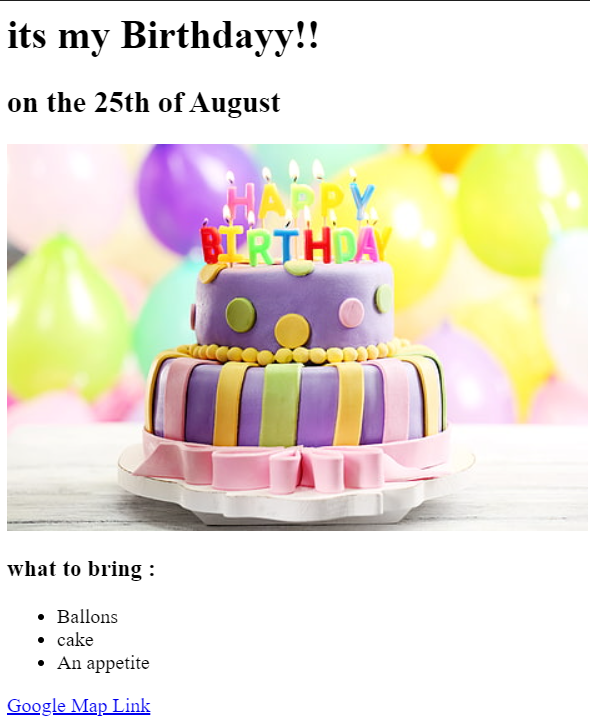 its my Birthdayy!!
on the 25th of August
HAPPY
BIRTHDAY
what to bring :
Ballons
cake
An appetite
Google Map Link